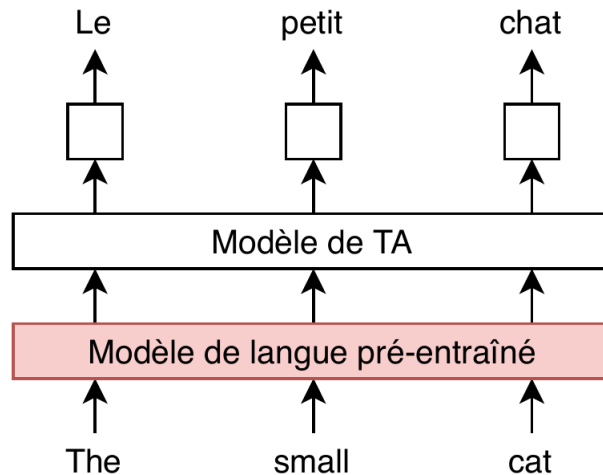 Le petit chat
Modèle de TA
Modèle de langue pré-entraîné
The small cat